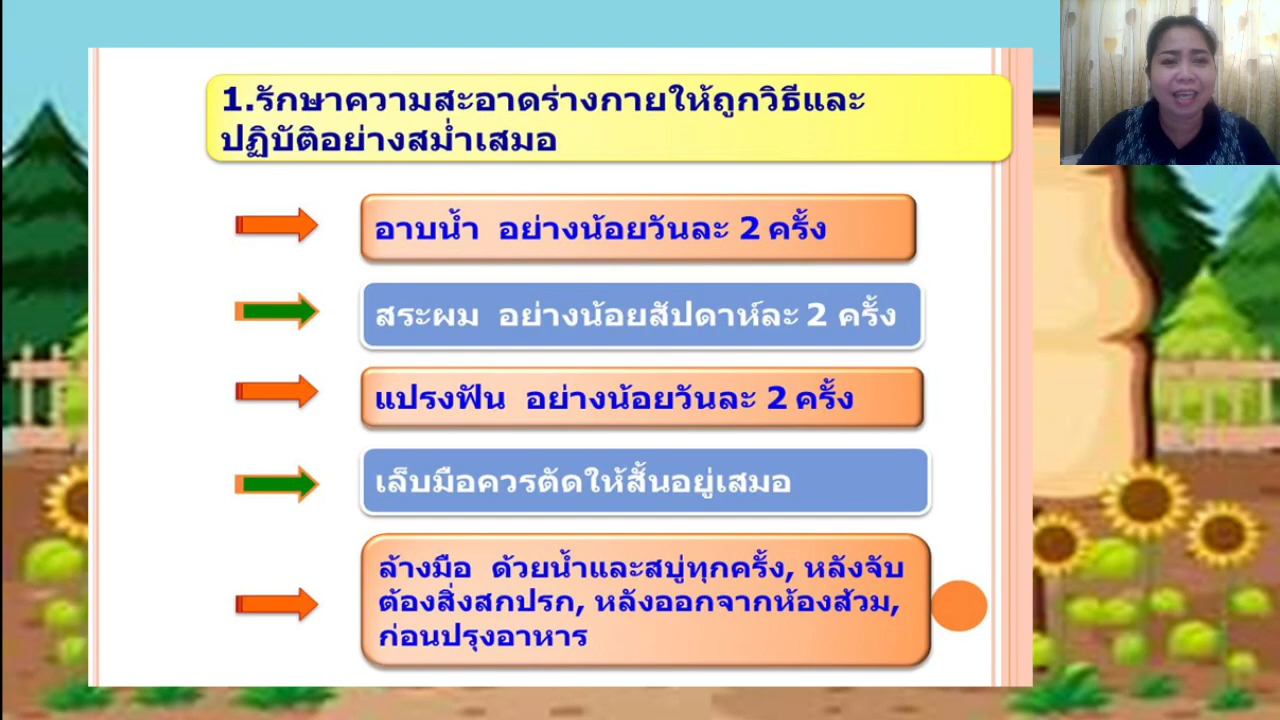 1.รักษาความสะอาดร่างกายให้ถูกวิธีและ
ปฏิบัติอย่างสม่ำเสมอ
อาบน้ำ อย่างน้อยวันละ 2 ครั้ง
สระผม อย่างน้อยสัปดาห์ละ 2 ครั้ง
แปรงฟัน อย่างน้อยวันละ 2 ครั้ง
เล็บมือควรตัดให้สั้นอยู่เสมอ
ล้างมือ ด้วยน้ำและสบู่ทุกครั้ง, หลังจับ
ต้องสิ่งสกปรก, หลังออกจากห้องส้วม,
ก่อนปรุงอาหาร